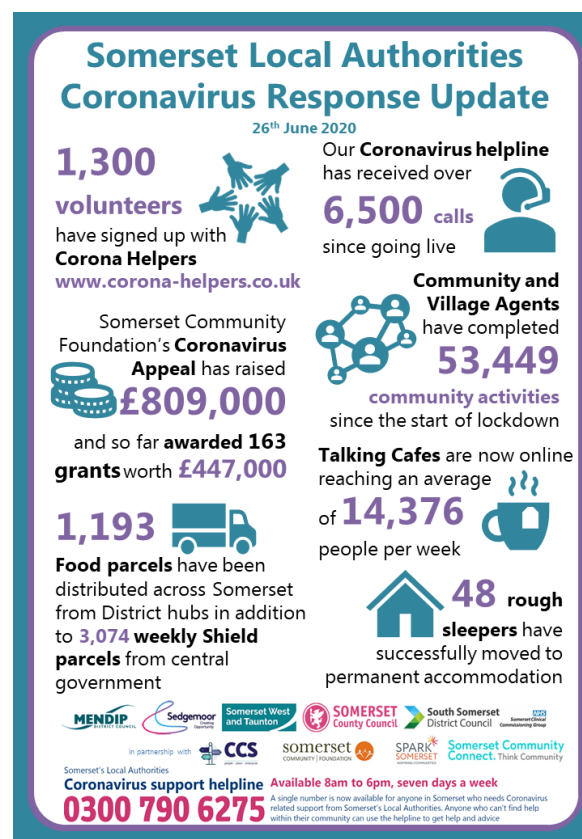 Somerset Local Authorities
Coronavirus Response Update
26th June 2020
1,300
volunteers
have signed up with
Corona Helpers
www.corona-helpers.co.uk
Our Coronavirus helpline
has received over
6,500 calls
since going live
Somerset Community
Foundation's Coronavirus
Appeal has raised
£809,000
and so far awarded 163
grants worth £447,000
Community and
Village Agents
have completed
53,449
community activities
since the start of lockdown
Talking Cafes are now online
reaching an average
of 14,376
people per week
1,193
Food parcels have been
distributed across Somerset
from District hubs in addition
to 3,074 weekly Shield
parcels from central
government
48 rough
sleepers have
successfully moved to
permanent accommodation
MENDIP
DISTRICT COUNCIL
Sedgemoor
Creating
Opportunity
Somerset West
and Taunton
SOMERSET
County Council
South Somerset
District Council
NHS
Somerset Clinical
Commissioning Group
in partnership with
CCS
somerset
COMMUNITY FOUNDATION
SPARK
SOMERSET
INSPIRING COMMUNITIES
Somerset Community
Connect. Think Community
Somerset's Local Authorities
Coronavirus support helpline
0300 790 6275
Available 8am to 6pm, seven days a week
A single number is now available for anyone in Somerset who needs Coronavirus
related support from Somerset's Local Authorities. Anyone who can't find help
within their community can use the helpline to get help and advice